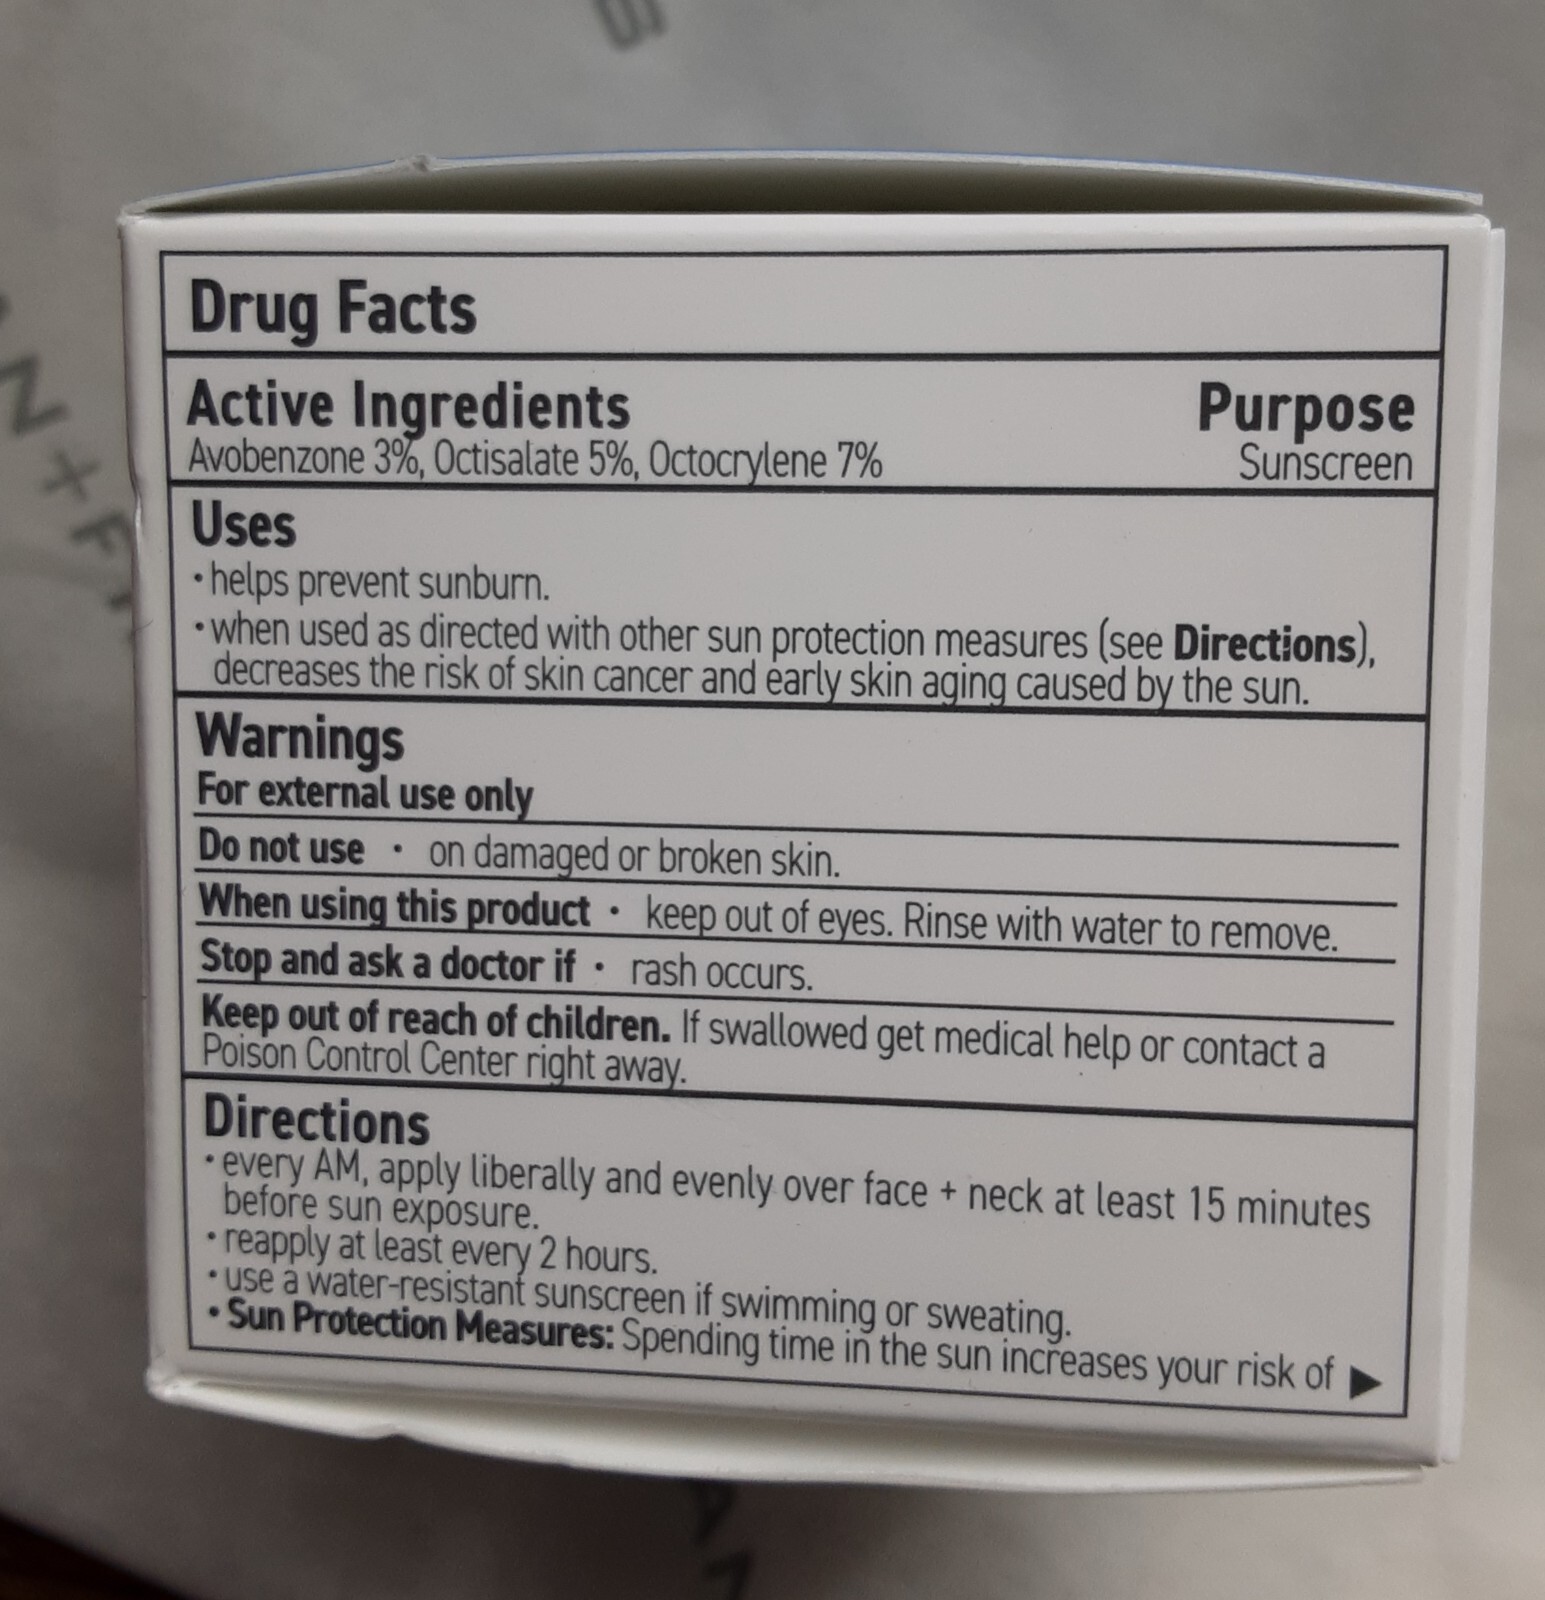 Drug Facts
Active Ingredients Purpose
Avobenzone 3%, Octisalate 5%, Octocrylene 7% Sunscreen
Uses
• helps prevent sunburn.
• when used as directed with other sun protection measures (see Directions),
decreases the risk of skin cancer and early skin aging caused by the sun.
Warnings
For external use only
Do not use • on damaged or broken skin.
When using this product • keep out of eyes. Rinse with water to remove.
Stop and ask a doctor if • rash occurs.
Keep out of reach of children. If swallowed get medical help or contact a
Poison Control Center right away.
Directions
• every AM, apply liberally and evenly over face + neck at least 15 minutes
before sun exposure.
• reapply at least every 2 hours.
• use a water-resistant sunscreen if swimming or sweating.
• Sun Protection Measures: Spending time in the sun increases your risk of ▶